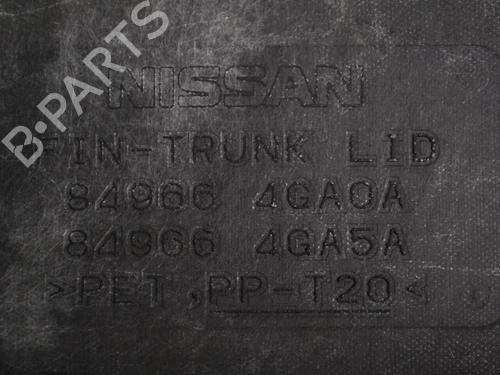 B-PARTS
NISSAN
FIN-TRUNK LID
84966 4GA0A
84966 4GA5A
>PET ,PP-T20<